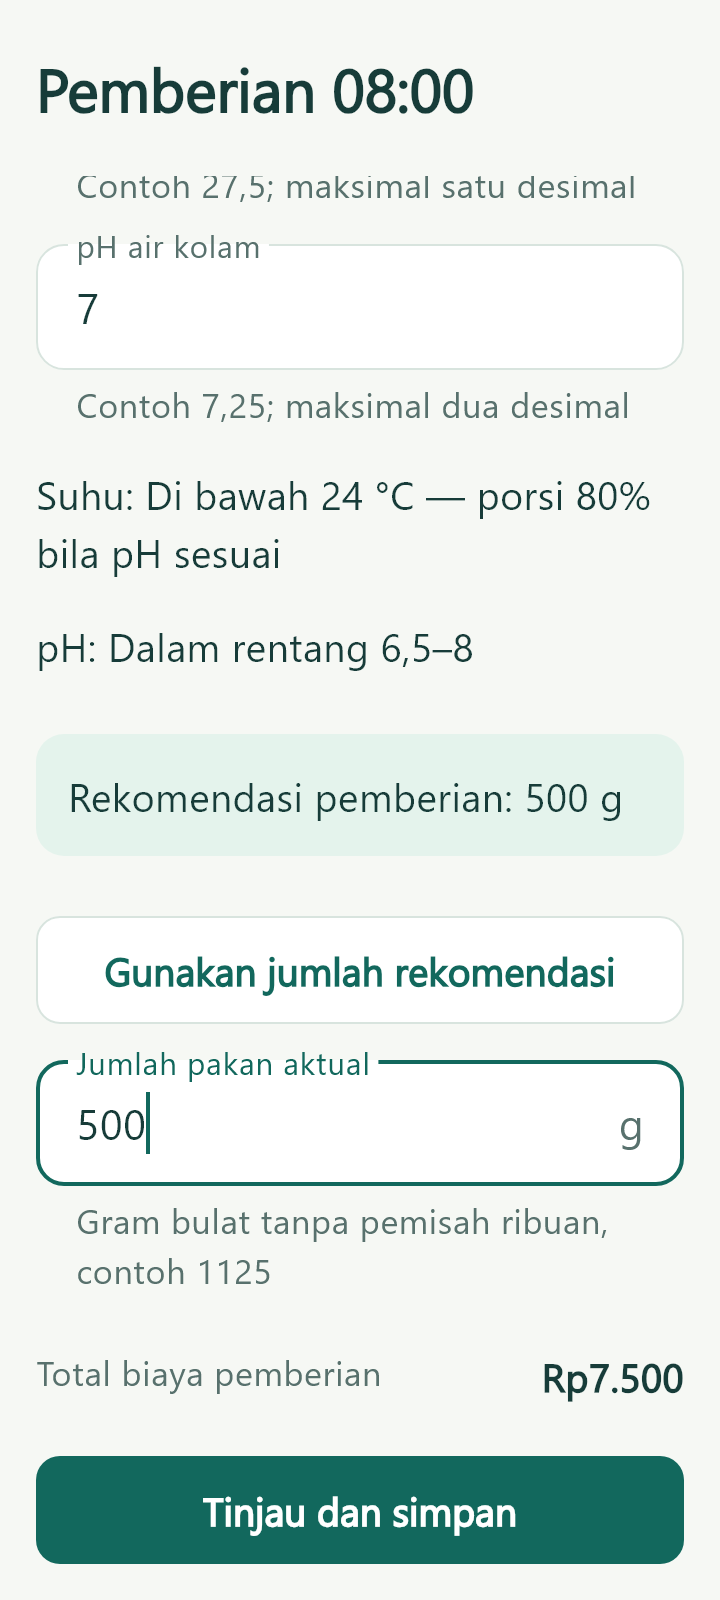 Pemberian 08:00
Contoh 27,5; maksimal satu desimal
pH air kolam
7
Contoh 7,25; maksimal dua desimal
Suhu: Di bawah 24 °C — porsi 80%
bila pH sesuai
pH: Dalam rentang 6,5–8
Rekomendasi pemberian: 500 g
Gunakan jumlah rekomendasi
Jumlah pakan aktual
500 g
Gram bulat tanpa pemisah ribuan,
contoh 1125
Total biaya pemberian Rp7.500
Tinjau dan simpan